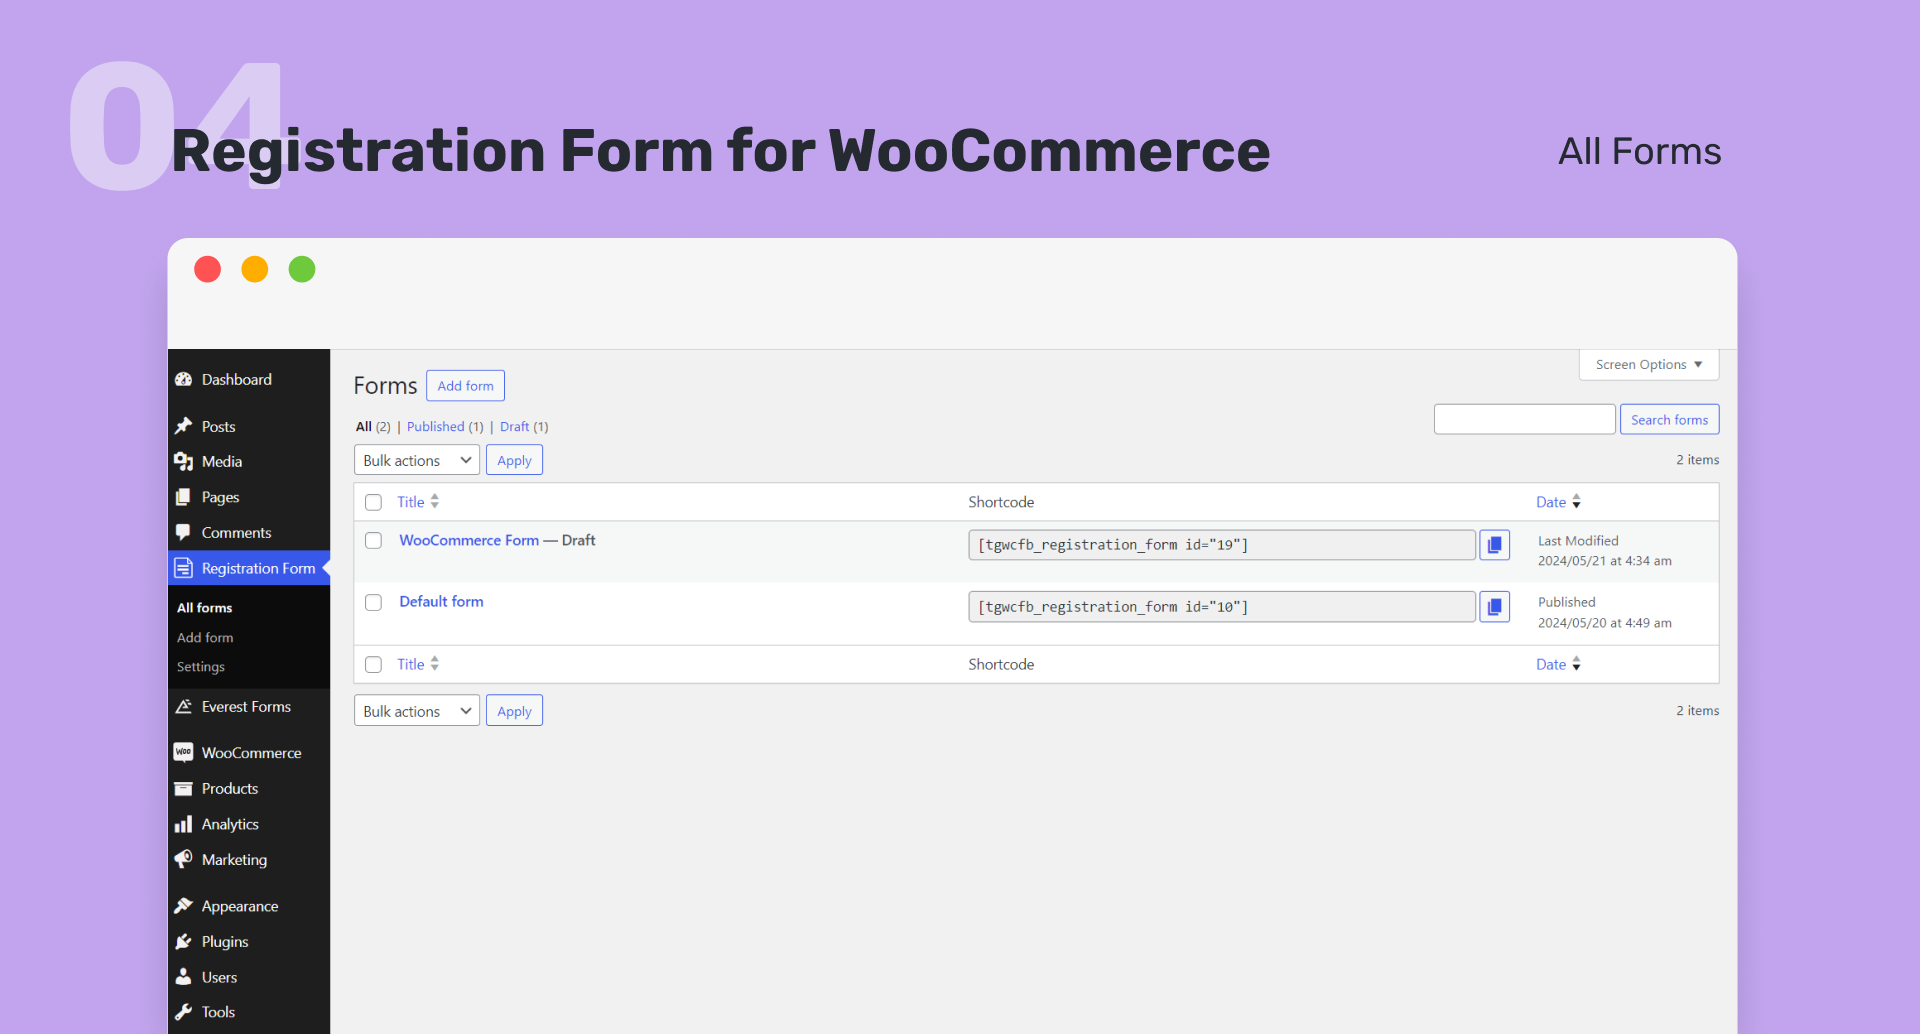 04
Registration Form for WooCommerce
All Forms
Dashboard
Posts
Media
Pages
Comments
Registration Form
All forms
Add form
Settings
Everest Forms
Woo WooCommerce
Products
Analytics
Marketing
Appearance
Plugins
Users
Tools
Screen Options ▼
Forms Add form
All (2) | Published (1) | Draft (1)
Search forms
Bulk actions Apply
2 items
Title Shortcode Date
WooCommerce Form — Draft [tgwcfb_registration_form id="19"] Last Modified
2024/05/21 at 4:34 am
Default form [tgwcfb_registration_form id="10"] Published
2024/05/20 at 4:49 am
Title Shortcode Date
Bulk actions Apply
2 items